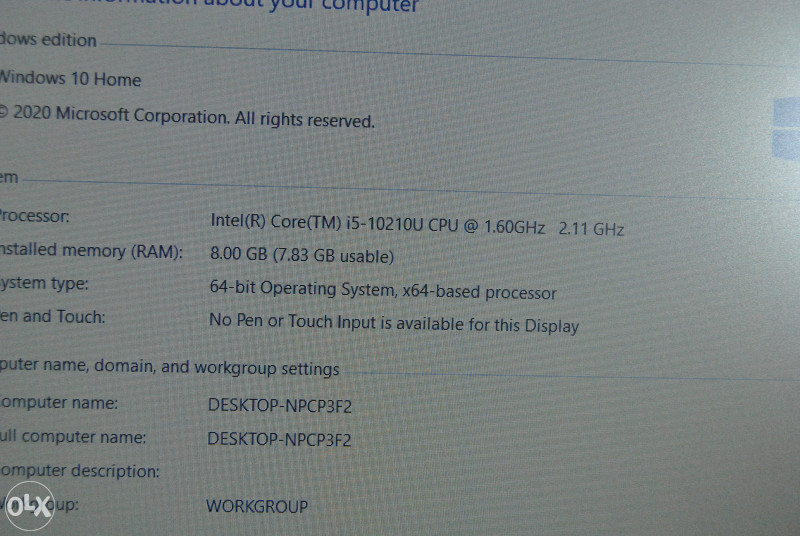 information about your computer
dows edition
Windows 10 Home
© 2020 Microsoft Corporation. All rights reserved.
em
Processor: Intel(R) Core(TM) i5-10210U CPU @ 1.60GHz 2.11 GHz
nstalled memory (RAM): 8.00 GB (7.83 GB usable)
ystem type: 64-bit Operating System, x64-based processor
en and Touch: No Pen or Touch Input is available for this Display
puter name, domain, and workgroup settings
omputer name: DESKTOP-NPCP3F2
ull computer name: DESKTOP-NPCP3F2
omputer description:
oup: WORKGROUP
OLX